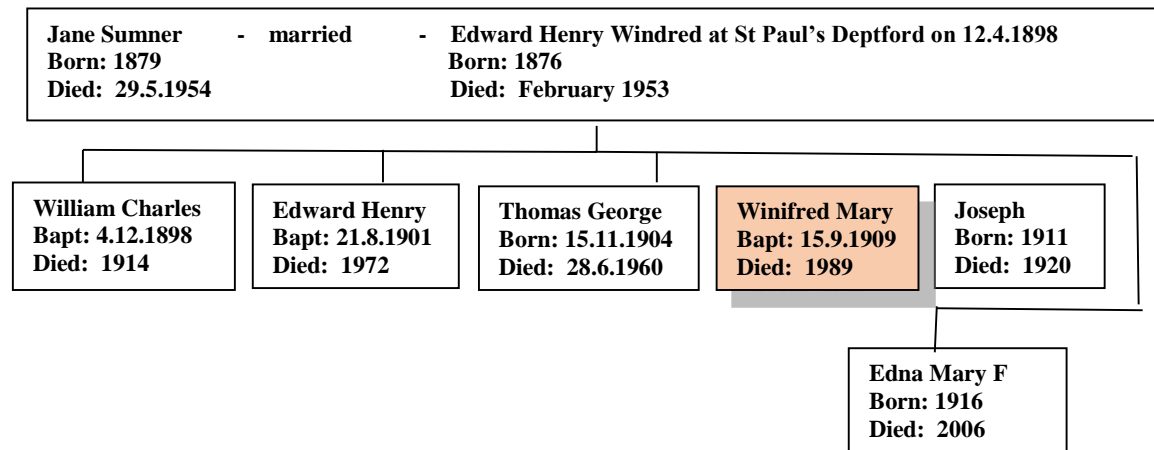 Jane Sumner - married - Edward Henry Windred at St Paul's Deptford on 12.4.1898
Born: 1879 Born: 1876
Died: 29.5.1954 Died: February 1953
William Charles
Bapt: 4.12.1898
Died: 1914
Edward Henry
Bapt: 21.8.1901
Died: 1972
Thomas George
Born: 15.11.1904
Died: 28.6.1960
Winifred Mary
Bapt: 15.9.1909
Died: 1989
Joseph
Born: 1911
Died: 1920
Edna Mary F
Born: 1916
Died: 2006